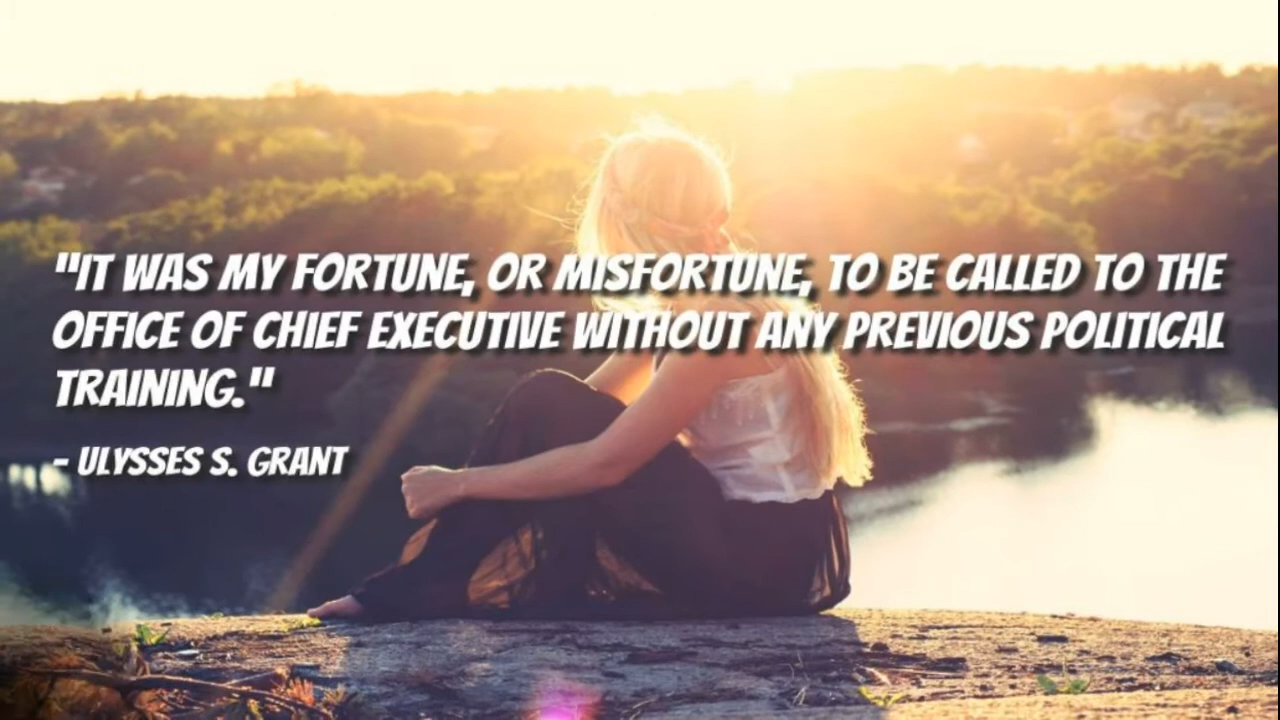 "IT WAS MY FORTUNE, OR MISFORTUNE, TO BE CALLED TO THE
OFFICE OF CHIEF EXECUTIVE WITHOUT ANY PREVIOUS POLITICAL
TRAINING."
- ULYSSES S. GRANT